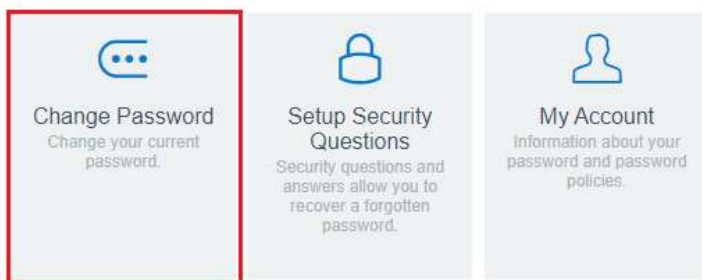 Change Password
Change your current
password.
Setup Security
Questions
Security questions and
answers allow you to
recover a forgotten
password.
My Account
Information about your
password and password
policies.